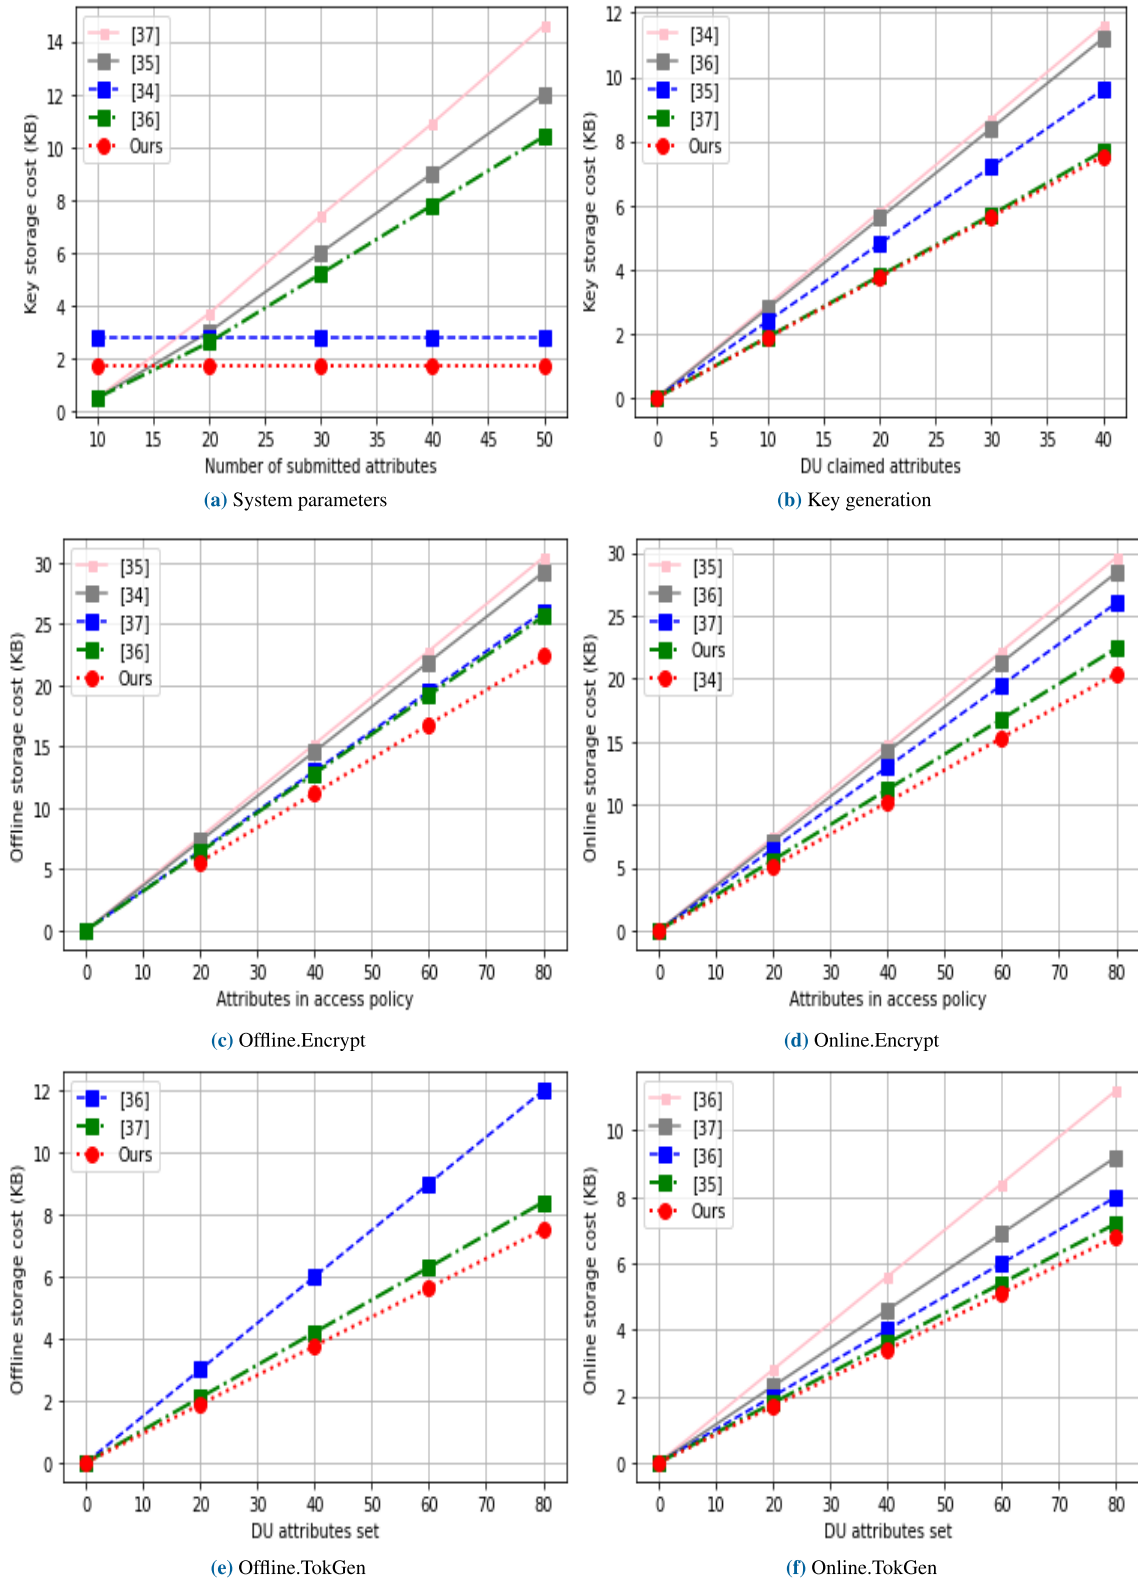 [37]
[35]
[34]
[36]
Ours
14
12
10
8
6
4
2
0
Key storage cost (KB)
10 15 20 25 30 35 40 45 50
Number of submitted attributes
(a) System parameters
[34]
[36]
[35]
[37]
Ours
12
10
8
6
4
2
0
Key storage cost (KB)
0 5 10 15 20 25 30 35 40
DU claimed attributes
(b) Key generation
[35]
[34]
[37]
[36]
Ours
30
25
20
15
10
5
0
Offline storage cost (KB)
0 10 20 30 40 50 60 70 80
Attributes in access policy
(c) Offline.Encrypt
[35]
[36]
[37]
Ours
[34]
30
25
20
15
10
5
0
Online storage cost (KB)
0 10 20 30 40 50 60 70 80
Attributes in access policy
(d) Online.Encrypt
[36]
[37]
Ours
12
10
8
6
4
2
0
Offline storage cost (KB)
0 10 20 30 40 50 60 70 80
DU attributes set
(e) Offline.TokGen
[36]
[37]
[36]
[35]
Ours
10
8
6
4
2
0
Online storage cost (KB)
0 10 20 30 40 50 60 70 80
DU attributes set
(f) Online.TokGen